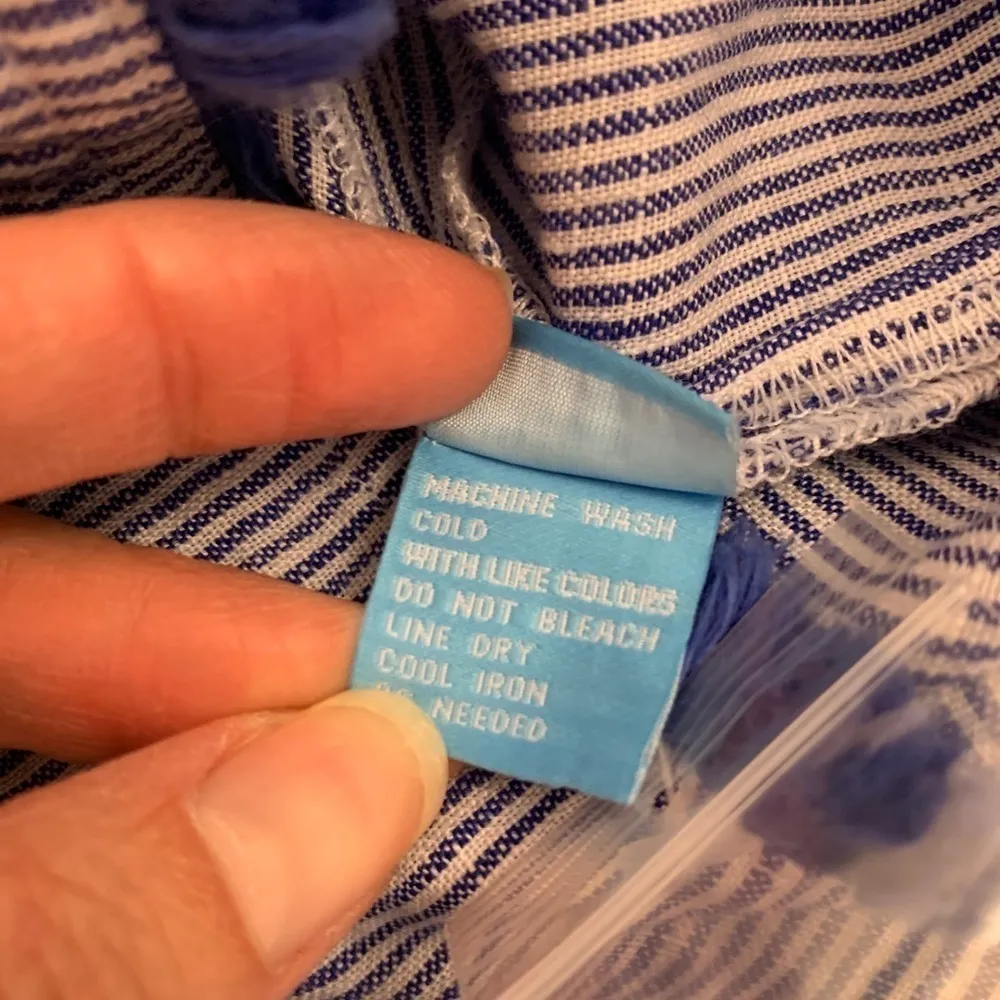 MACHINE WASH
COLD
WITH LIKE COLORS
DO NOT BLEACH
LINE DRY
COOL IRON
NEEDED